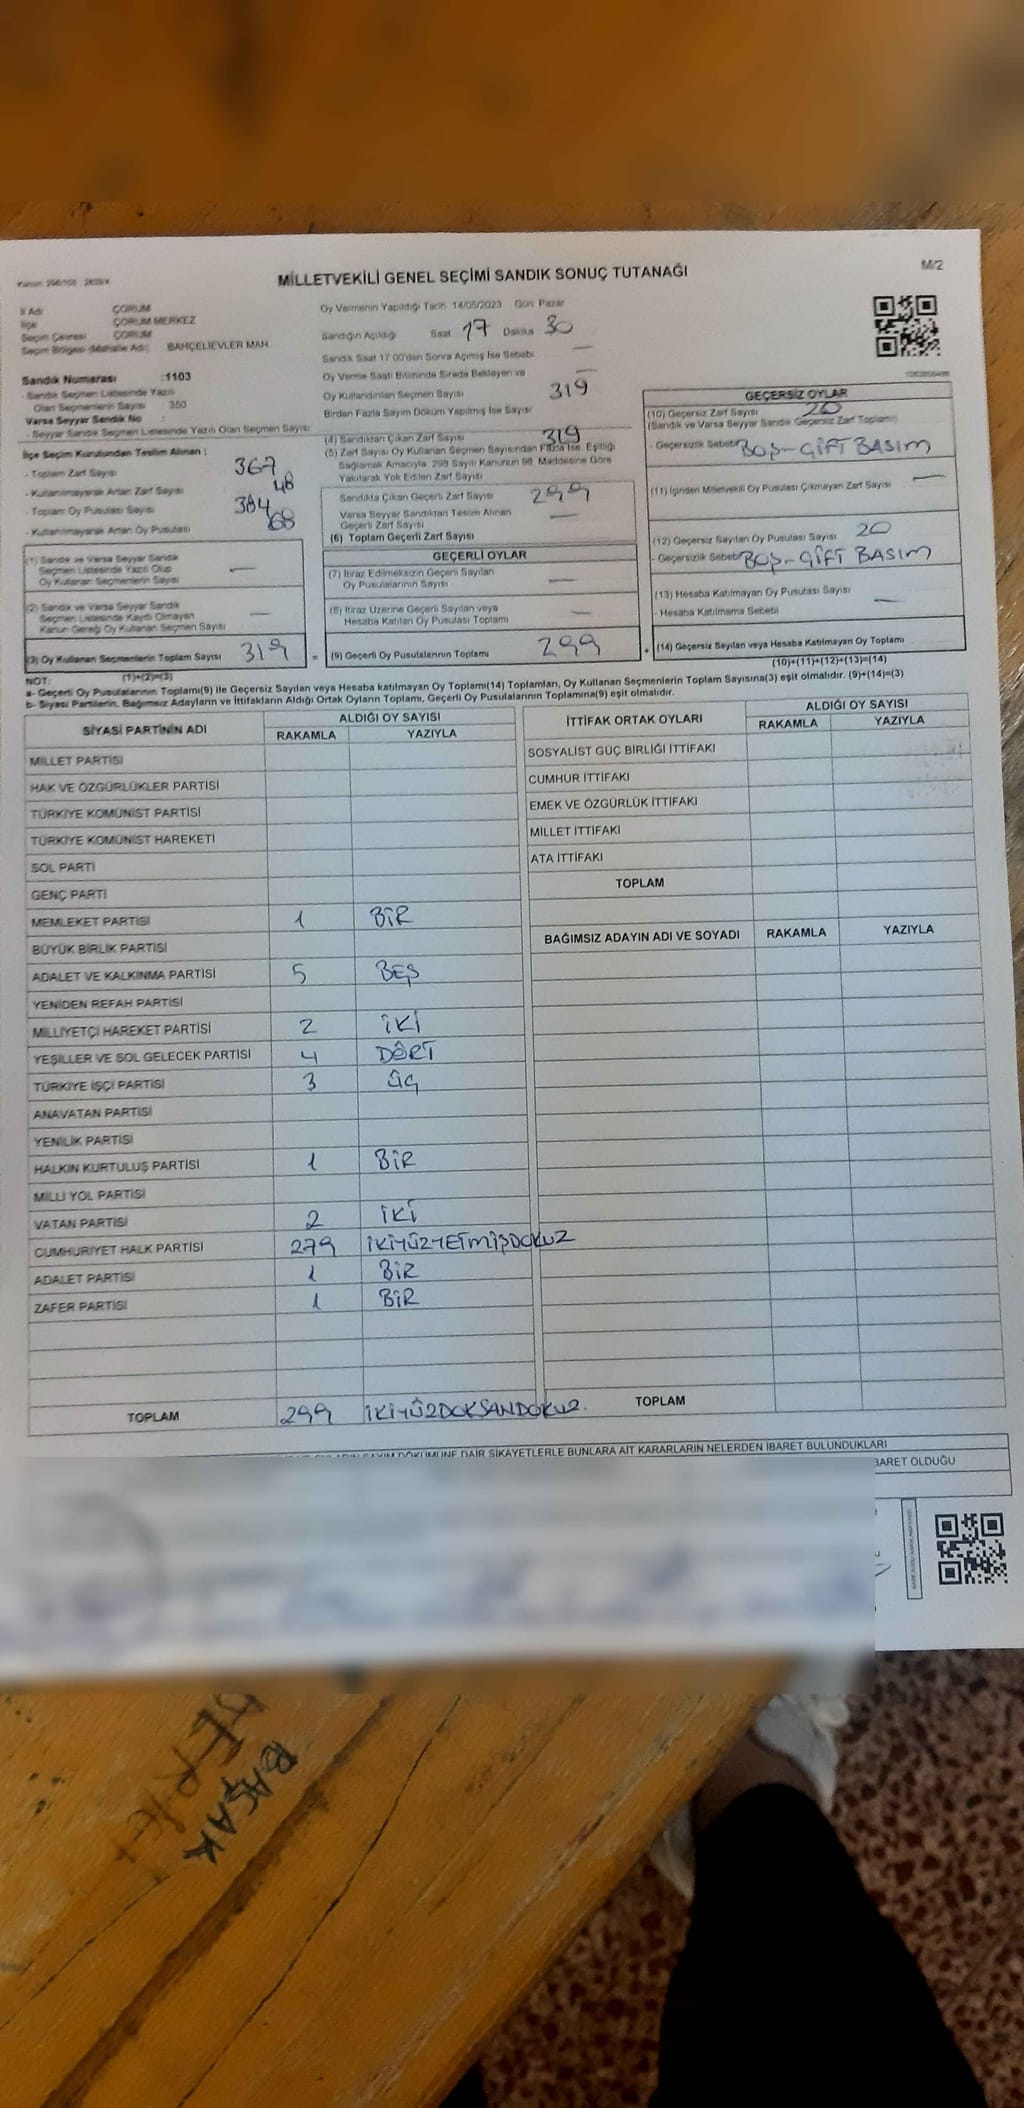 MİLLETVEKİLİ GENEL SEÇİMİ SANDIK SONUÇ TUTANAĞI
M/2
İl Adı ÇORUM
İlçe ÇORUM MERKEZ
Seçim Çevresi ÇORUM
Seçim Bölgesi (Mahalle Adı) BAHÇELİEVLER MAH.
Sandık Numarası :1103
- Sandık Seçmen Listesinde Yazılı
Olan Seçmenlerin Sayısı : 350
Varsa Seyyar Sandık No :
- Seyyar Sandık Seçmen Listesinde Yazılı Olan Seçmen Sayısı
İlçe Seçim Kurulundan Teslim Alınan :
- Toplam Zarf Sayısı 367
- Kullanılmayarak Artan Zarf Sayısı 48
- Toplam Oy Pusulası Sayısı 384
- Kullanılmayarak Artan Oy Pusulası 68
(1) Sandık ve Varsa Seyyar Sandık
Seçmen Listesinde Yazılı Olup
Oy Kullanan Seçmenlerin Sayısı —
(2) Sandık ve Varsa Seyyar Sandık
Seçmen Listesinde Kayıtlı Olmayan
Kanun Gereği Oy Kullanan Seçmen Sayısı —
(3) Oy Kullanan Seçmenlerin Toplam Sayısı 319
(1)+(2)=(3)
Oy Vermenin Yapıldığı Tarih 14/05/2023 Gün: Pazar
Sandığın Açıldığı Saat 17 Dakika 30
Sandık Saat 17.00'den Sonra Açılmış İse Sebebi —
Oy Verme Saati Bitiminde Sırada Bekleyen ve —
Oy Kullandırılan Seçmen Sayısı 319
Birden Fazla Sayım Döküm Yapılmış İse Sayısı
(4) Sandıktan Çıkan Zarf Sayısı 319
(5) Zarf Sayısı Oy Kullanan Seçmen Sayısından Fazla İse, Eşitliği
Sağlamak Amacıyla, 298 Sayılı Kanunun 98. Maddesine Göre
Yakılarak Yok Edilen Zarf Sayısı
Sandıkta Çıkan Geçerli Zarf Sayısı 299
Varsa Seyyar Sandıktan Teslim Alınan
Geçerli Zarf Sayısı —
(6) Toplam Geçerli Zarf Sayısı
GEÇERLİ OYLAR
(7) İtiraz Edilmeksizin Geçerli Sayılan
Oy Pusulalarının Sayısı —
(8) İtiraz Üzerine Geçerli Sayılan veya
Hesaba Katılan Oy Pusulası Toplamı —
= (9) Geçerli Oy Pusulalarının Toplamı 299
GEÇERSİZ OYLAR
(10) Geçersiz Zarf Sayısı 20
(Sandık ve Varsa Seyyar Sandık Geçersiz Zarf Toplamı)
- Geçersizlik Sebebi BOŞ-ÇİFT BASIM
(11) İçinden Milletvekili Oy Pusulası Çıkmayan Zarf Sayısı —
(12) Geçersiz Sayılan Oy Pusulası Sayısı 20
- Geçersizlik Sebebi BOŞ-ÇİFT BASIM
(13) Hesaba Katılmayan Oy Pusulası Sayısı —
- Hesaba Katılmama Sebebi
+ (14) Geçersiz Sayılan veya Hesaba Katılmayan Oy Toplamı
(10)+(11)+(12)+(13)=(14)
NOT:
a- Geçerli Oy Pusulalarının Toplamı(9) ile Geçersiz Sayılan veya Hesaba katılmayan Oy Toplamı(14) Toplamları, Oy Kullanan Seçmenlerin Toplam Sayısına(3) eşit olmalıdır. (9)+(14)=(3)
b- Siyasi Partilerin, Bağımsız Adayların ve İttifakların Aldığı Ortak Oyların Toplamı, Geçerli Oy Pusulalarının Toplamına(9) eşit olmalıdır.
SİYASİ PARTİNİN ADI ALDIĞI OY SAYISI
RAKAMLA YAZIYLA
MİLLET PARTİSİ
HAK VE ÖZGÜRLÜKLER PARTİSİ
TÜRKİYE KOMÜNİST PARTİSİ
TÜRKİYE KOMÜNİST HAREKETİ
SOL PARTİ
GENÇ PARTİ
MEMLEKET PARTİSİ 1 BİR
BÜYÜK BİRLİK PARTİSİ
ADALET VE KALKINMA PARTİSİ 5 BEŞ
YENİDEN REFAH PARTİSİ
MİLLİYETÇİ HAREKET PARTİSİ 2 İKİ
YEŞİLLER VE SOL GELECEK PARTİSİ 4 DÖRT
TÜRKİYE İŞÇİ PARTİSİ 3 ÜÇ
ANAVATAN PARTİSİ
YENİLİK PARTİSİ
HALKIN KURTULUŞ PARTİSİ 1 BİR
MİLLİ YOL PARTİSİ
VATAN PARTİSİ 2 İKİ
CUMHURİYET HALK PARTİSİ 279 İKİYÜZYETMİŞDOKUZ
ADALET PARTİSİ 1 BİR
ZAFER PARTİSİ 1 BİR
TOPLAM 299 İKİYÜZDOKSANDOKUZ.
İTTİFAK ORTAK OYLARI ALDIĞI OY SAYISI
RAKAMLA YAZIYLA
SOSYALİST GÜÇ BİRLİĞİ İTTİFAKI
CUMHUR İTTİFAKI
EMEK VE ÖZGÜRLÜK İTTİFAKI
MİLLET İTTİFAKI
ATA İTTİFAKI
TOPLAM
BAĞIMSIZ ADAYIN ADI VE SOYADI RAKAMLA YAZIYLA
TOPLAM
SAYIM DÖKÜMÜNE DAİR ŞİKAYETLERLE BUNLARA AİT KARARLARIN NELERDEN İBARET BULUNDUKLARI
BARET OLDUĞU
BAŞAK